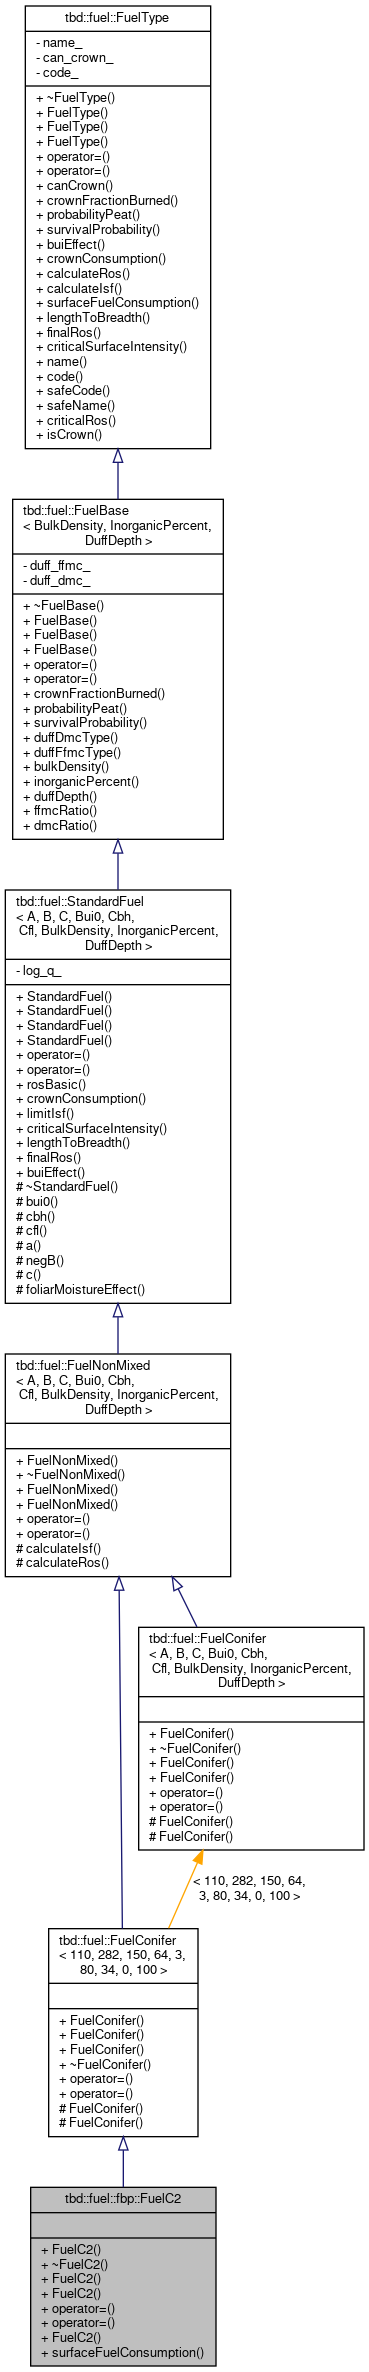 tbd::fuel::FuelType
- name_
- can_crown_
- code_
+ ~FuelType()
+ FuelType()
+ FuelType()
+ FuelType()
+ operator=()
+ operator=()
+ canCrown()
+ crownFractionBurned()
+ probabilityPeat()
+ survivalProbability()
+ buiEffect()
+ crownConsumption()
+ calculateRos()
+ calculateIsf()
+ surfaceFuelConsumption()
+ lengthToBreadth()
+ finalRos()
+ criticalSurfaceIntensity()
+ name()
+ code()
+ safeCode()
+ safeName()
+ criticalRos()
+ isCrown()
tbd::fuel::FuelBase
< BulkDensity, InorganicPercent,
DuffDepth >
- duff_ffmc_
- duff_dmc_
+ ~FuelBase()
+ FuelBase()
+ FuelBase()
+ FuelBase()
+ operator=()
+ operator=()
+ crownFractionBurned()
+ probabilityPeat()
+ survivalProbability()
+ duffDmcType()
+ duffFfmcType()
+ bulkDensity()
+ inorganicPercent()
+ duffDepth()
+ ffmcRatio()
+ dmcRatio()
tbd::fuel::StandardFuel
< A, B, C, Bui0, Cbh,
Cfl, BulkDensity, InorganicPercent,
DuffDepth >
- log_q_
+ StandardFuel()
+ StandardFuel()
+ StandardFuel()
+ StandardFuel()
+ operator=()
+ operator=()
+ rosBasic()
+ crownConsumption()
+ limitIsf()
+ criticalSurfaceIntensity()
+ lengthToBreadth()
+ finalRos()
+ buiEffect()
# ~StandardFuel()
# bui0()
# cbh()
# cfl()
# a()
# negB()
# c()
# foliarMoistureEffect()
tbd::fuel::FuelNonMixed
< A, B, C, Bui0, Cbh,
Cfl, BulkDensity, InorganicPercent,
DuffDepth >
+ FuelNonMixed()
+ ~FuelNonMixed()
+ FuelNonMixed()
+ FuelNonMixed()
+ operator=()
+ operator=()
# calculateIsf()
# calculateRos()
tbd::fuel::FuelConifer
< A, B, C, Bui0, Cbh,
Cfl, BulkDensity, InorganicPercent,
DuffDepth >
+ FuelConifer()
+ ~FuelConifer()
+ FuelConifer()
+ FuelConifer()
+ operator=()
+ operator=()
# FuelConifer()
# FuelConifer()
< 110, 282, 150, 64,
3, 80, 34, 0, 100 >
tbd::fuel::FuelConifer
< 110, 282, 150, 64, 3,
80, 34, 0, 100 >
+ FuelConifer()
+ FuelConifer()
+ FuelConifer()
+ ~FuelConifer()
+ operator=()
+ operator=()
# FuelConifer()
# FuelConifer()
tbd::fuel::fbp::FuelC2
+ FuelC2()
+ ~FuelC2()
+ FuelC2()
+ FuelC2()
+ operator=()
+ operator=()
+ FuelC2()
+ surfaceFuelConsumption()